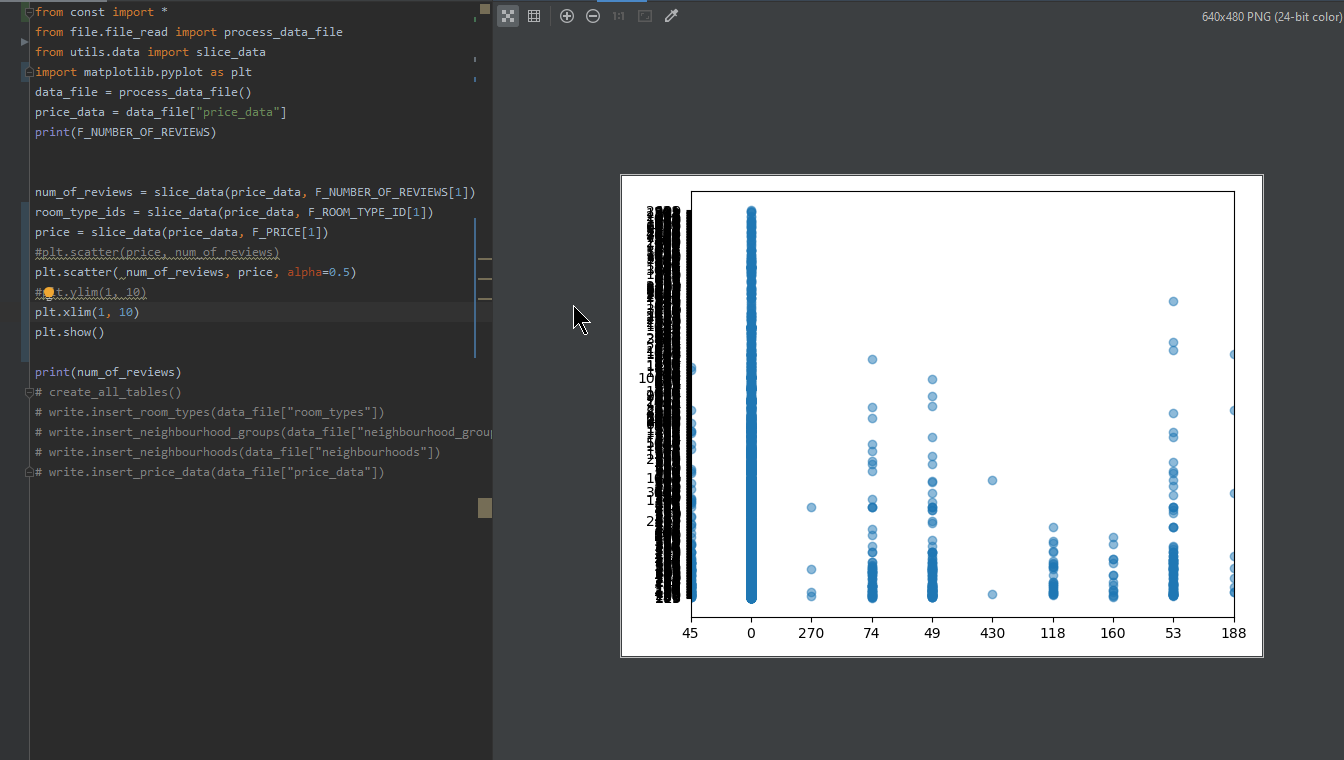 from const import *
from file.file_read import process_data_file
from utils.data import slice_data
import matplotlib.pyplot as plt
data_file = process_data_file()
price_data = data_file["price_data"]
print(F_NUMBER_OF_REVIEWS)
num_of_reviews = slice_data(price_data, F_NUMBER_OF_REVIEWS[1])
room_type_ids = slice_data(price_data, F_ROOM_TYPE_ID[1])
price = slice_data(price_data, F_PRICE[1])
#plt.scatter(price, num_of_reviews)
plt.scatter( num_of_reviews, price, alpha=0.5)
#plt.ylim(1, 10)
plt.xlim(1, 10)
plt.show()
print(num_of_reviews)
# create_all_tables()
# write.insert_room_types(data_file["room_types"])
# write.insert_neighbourhood_groups(data_file["neighbourhood_grou
# write.insert_neighbourhoods(data_file["neighbourhoods"])
# write.insert_price_data(data_file["price_data"])
1:1
640x480 PNG (24-bit color)
45 0 270 74 49 430 118 160 53 188